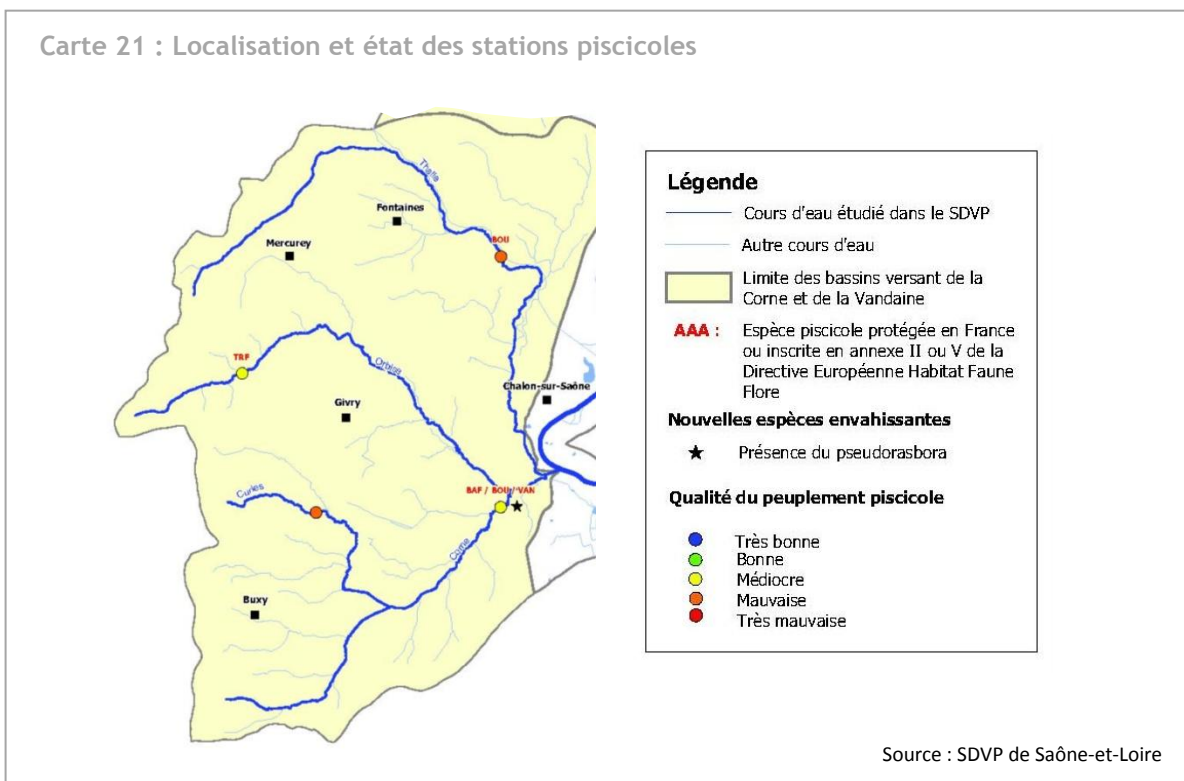 Carte 21 : Localisation et état des stations piscicoles
Thalie
Fontaines
Mercurey
BOU
TRF
Orbise
Givry
Chalon-sur-Saône
Curles
BAF / BOU / VAN
Corne
Buxy
Légende
Cours d'eau étudié dans le SDVP
Autre cours d'eau
Limite des bassins versant de la
Corne et de la Vandaine
AAA : Espèce piscicole protégée en France
ou inscrite en annexe II ou V de la
Directive Européenne Habitat Faune
Flore
Nouvelles espèces envahissantes
Présence du pseudorasbora
Qualité du peuplement piscicole
Très bonne
Bonne
Médiocre
Mauvaise
Très mauvaise
Source : SDVP de Saône-et-Loire